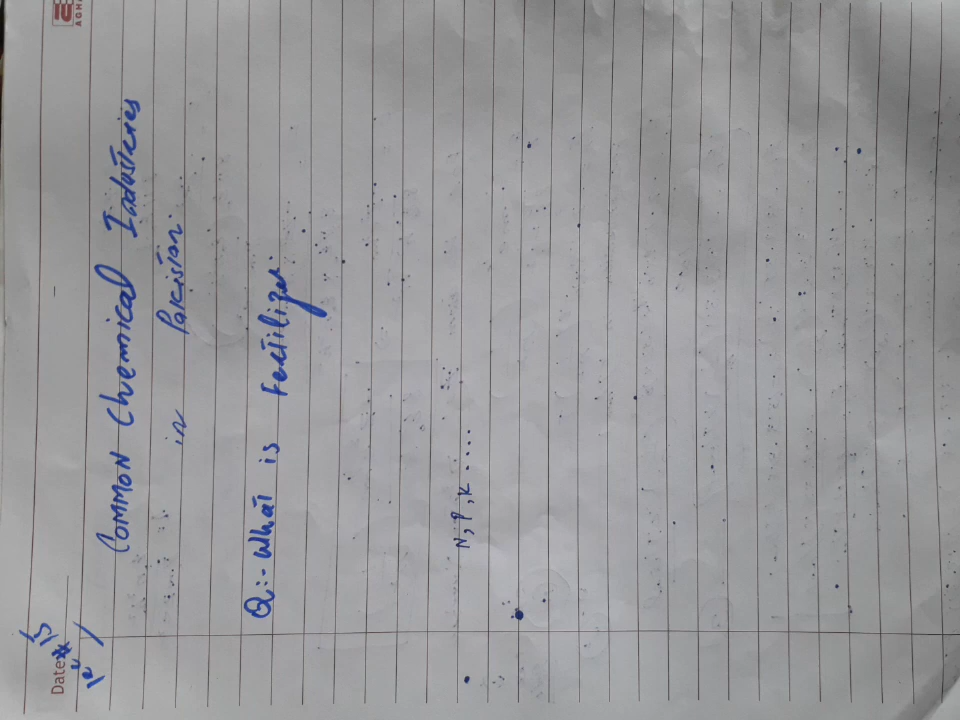 Date
Common Chemical Industries
in Pakistan.
Q:- What is Fertilizer.
N, P, K....